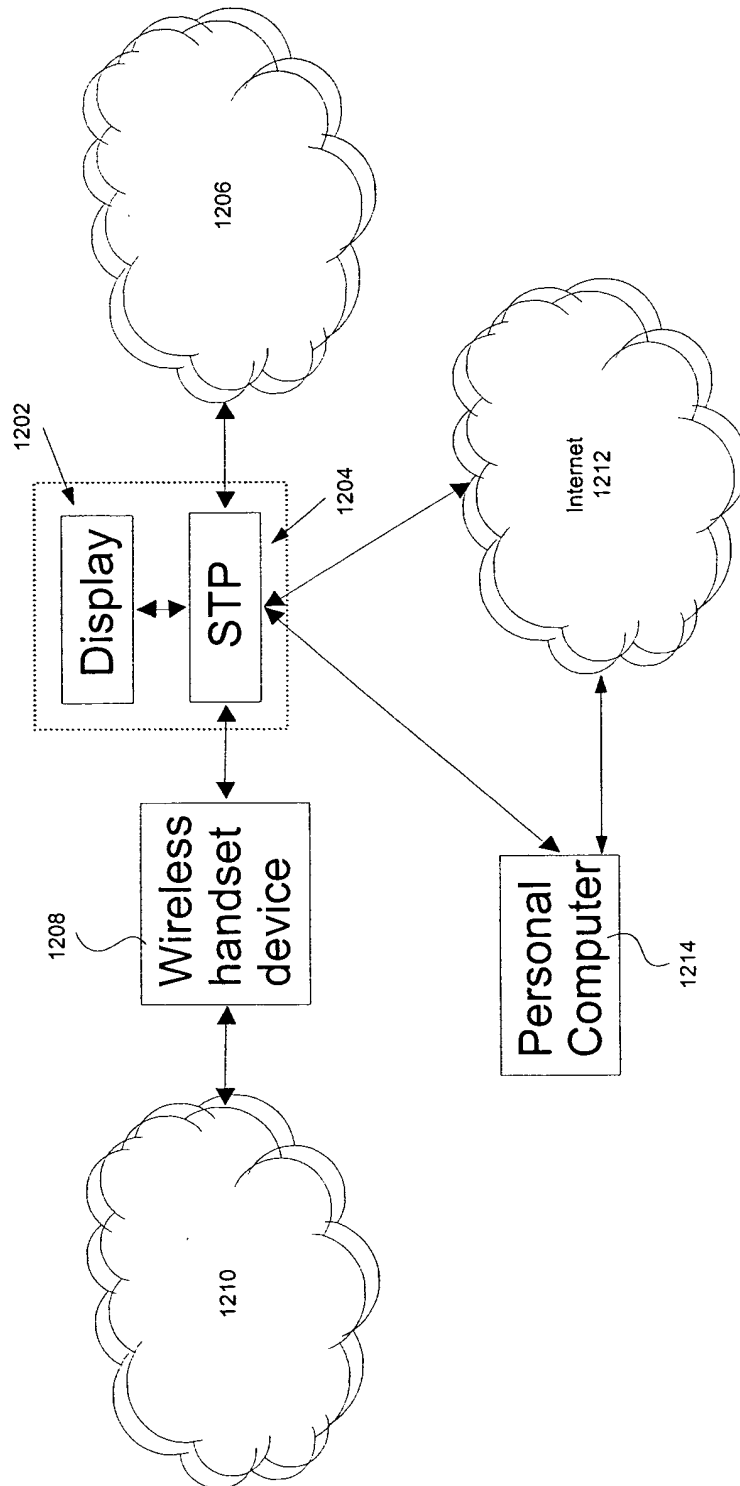 1202
Display
STP
1204
1206
1208
Wireless
handset
device
1210
Internet
1212
Personal
Computer
1214